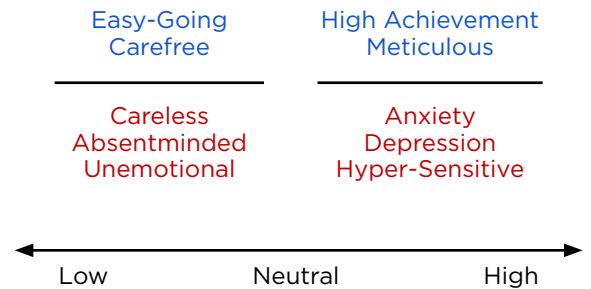 Easy-Going
Carefree
High Achievement
Meticulous
Careless
Absentminded
Unemotional
Anxiety
Depression
Hyper-Sensitive
Low
Neutral
High